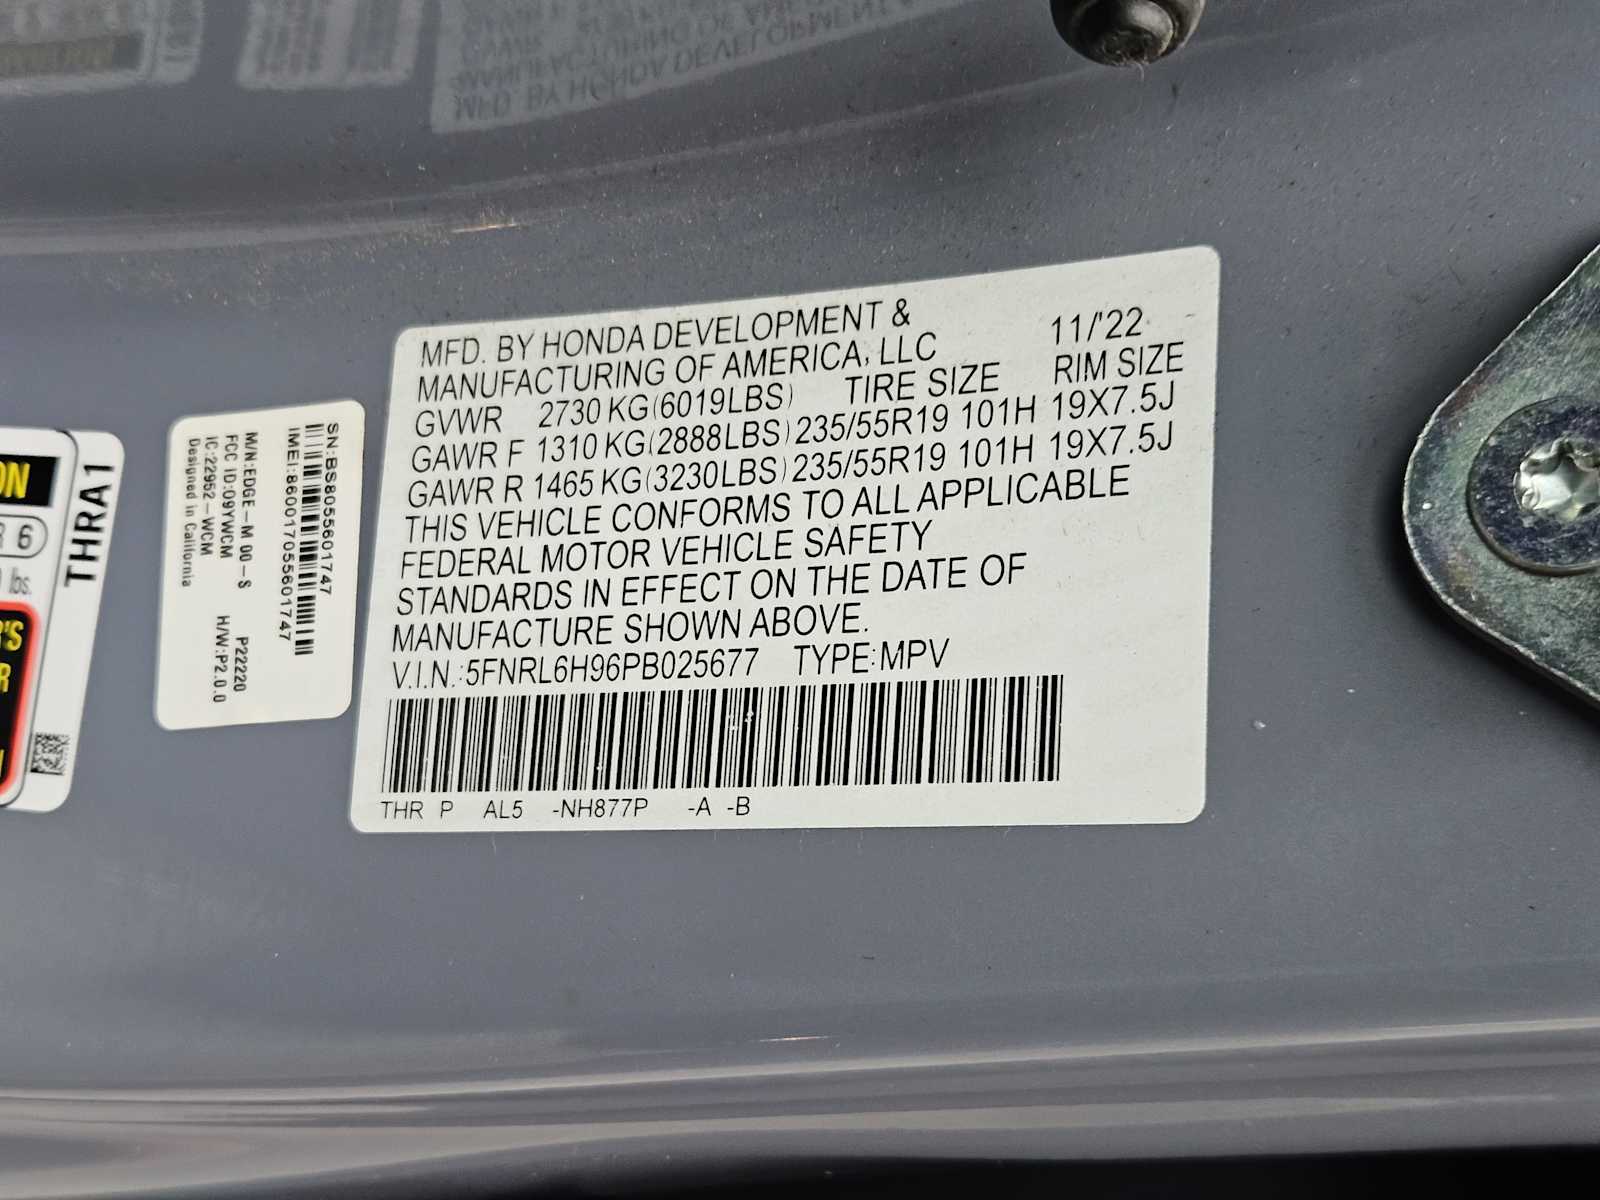 ON
R 6
lbs.
R'S
R
THRA1
SN:BS8055601747
IMEI:860017055601747
M/N:EDGE-M 00-S P22220
FCC ID:O9YWCM H/W:P2.0.0
IC:22952-WCM
Designed in California
MFD. BY HONDA DEVELOPMENT &
MANUFACTURING OF AMERICA, LLC 11/'22
GVWR 2730 KG(6019LBS) TIRE SIZE RIM SIZE
GAWR F 1310 KG(2888LBS) 235/55R19 101H 19X7.5J
GAWR R 1465 KG(3230LBS) 235/55R19 101H 19X7.5J
THIS VEHICLE CONFORMS TO ALL APPLICABLE
FEDERAL MOTOR VEHICLE SAFETY
STANDARDS IN EFFECT ON THE DATE OF
MANUFACTURE SHOWN ABOVE.
V.I.N.:5FNRL6H96PB025677 TYPE:MPV
THR P AL5 -NH877P -A -B